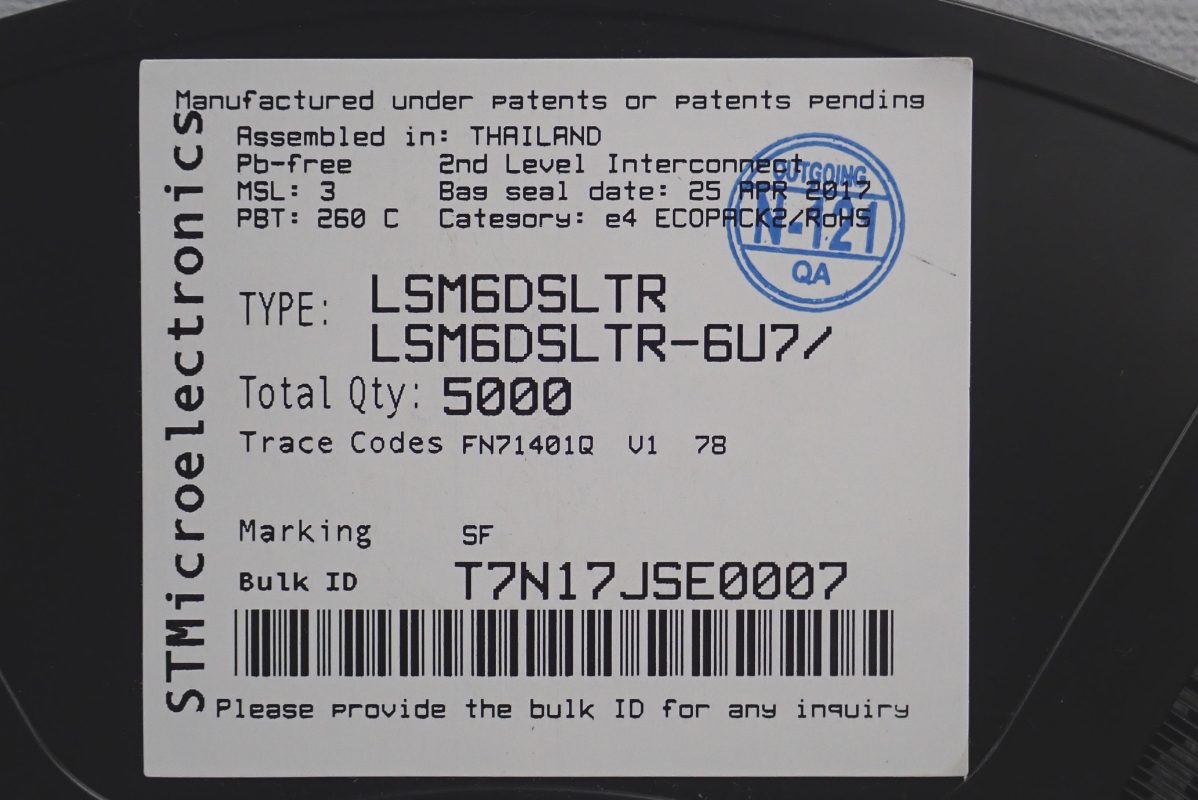 STMicroelectronics
Manufactured under patents or patents pending
Assembled in: THAILAND
Pb-free 2nd Level Interconnect
MSL: 3 Bag seal date: 25 APR 2017
PBT: 260 C Category: e4 ECOPACK2/RoHS
OUTGOING
N-121
QA
TYPE: LSM6DSLTR
LSM6DSLTR-6U7/
Total Qty: 5000
Trace Codes FN71401Q V1 78
Marking SF
Bulk ID T7N17JSE0007
Please provide the bulk ID for any inquiry